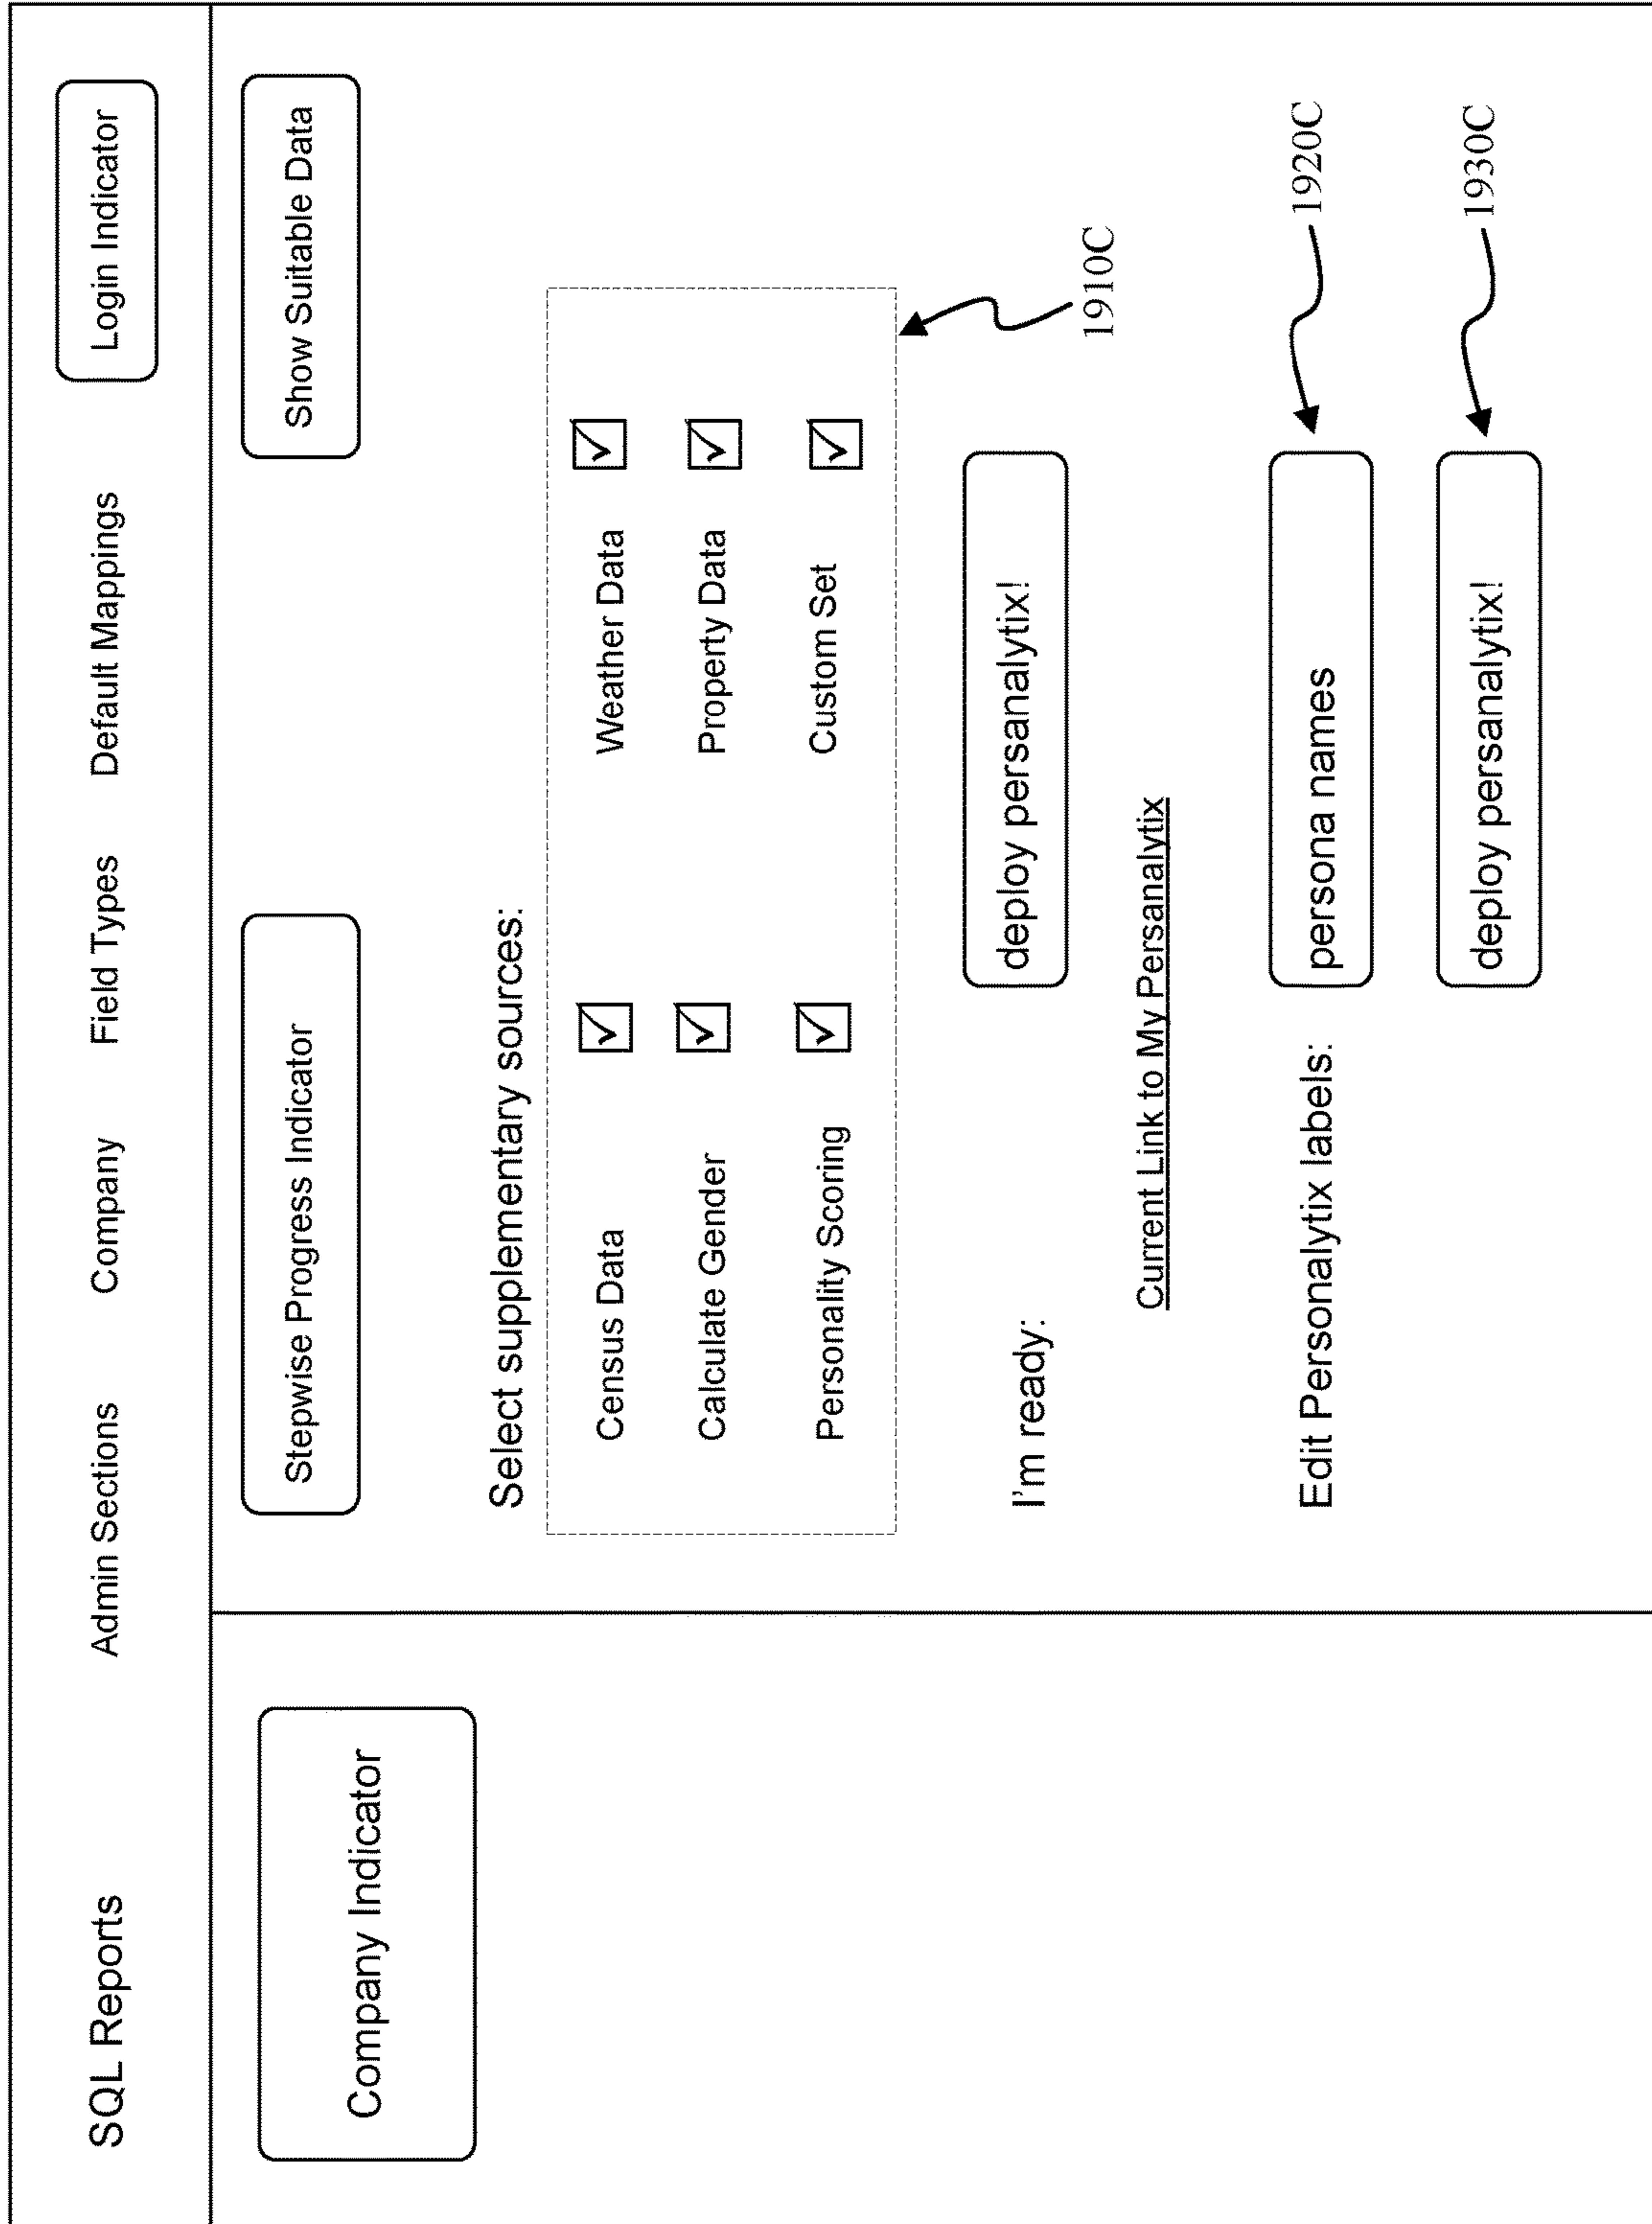 SQL Reports Admin Sections Company Field Types Default Mappings Login Indicator
Company Indicator
Stepwise Progress Indicator
Show Suitable Data
Select supplementary sources:
Census Data Weather Data
Calculate Gender Property Data
Personality Scoring Custom Set
1910C
I'm ready: deploy persanalytix!
Current Link to My Persanalytix
Edit Personalytix labels: persona names 1920C
deploy persanalytix! 1930C